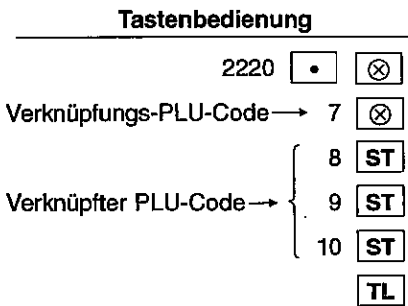 Tastenbedienung
2220 • ⊗
Verknüpfungs-PLU-Code → 7 ⊗
8 ST
Verknüpfter PLU-Code → 9 ST
10 ST
TL